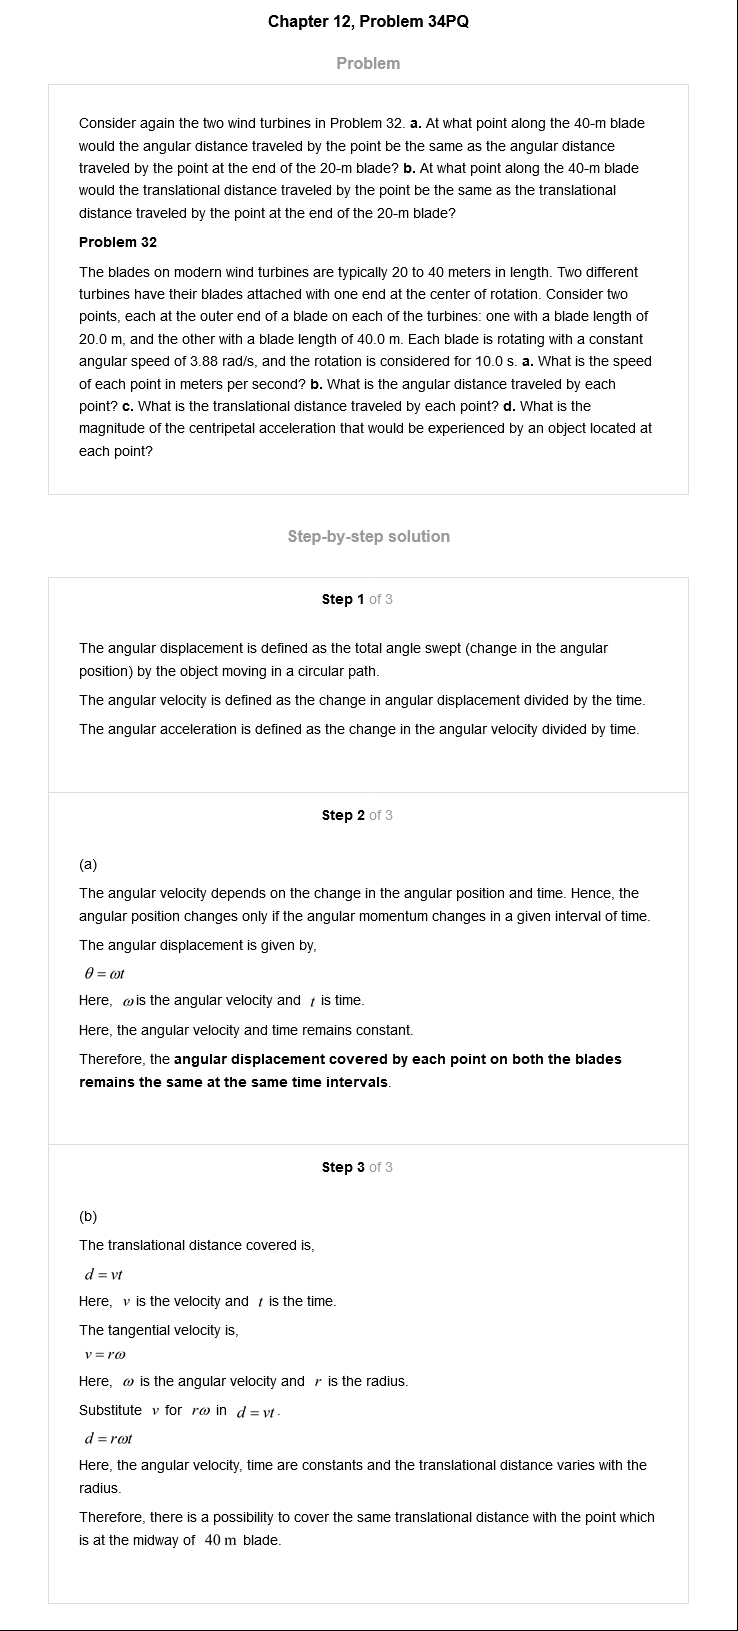 Chapter 12, Problem 34PQ
Problem
Consider again the two wind turbines in Problem 32. a. At what point along the 40-m blade
would the angular distance traveled by the point be the same as the angular distance
traveled by the point at the end of the 20-m blade? b. At what point along the 40-m blade
would the translational distance traveled by the point be the same as the translational
distance traveled by the point at the end of the 20-m blade?
Problem 32
The blades on modern wind turbines are typically 20 to 40 meters in length. Two different
turbines have their blades attached with one end at the center of rotation. Consider two
points, each at the outer end of a blade on each of the turbines: one with a blade length of
20.0 m, and the other with a blade length of 40.0 m. Each blade is rotating with a constant
angular speed of 3.88 rad/s, and the rotation is considered for 10.0 s. a. What is the speed
of each point in meters per second? b. What is the angular distance traveled by each
point? c. What is the translational distance traveled by each point? d. What is the
magnitude of the centripetal acceleration that would be experienced by an object located at
each point?
Step-by-step solution
Step 1 of 3
The angular displacement is defined as the total angle swept (change in the angular
position) by the object moving in a circular path.
The angular velocity is defined as the change in angular displacement divided by the time.
The angular acceleration is defined as the change in the angular velocity divided by time.
Step 2 of 3
(a)
The angular velocity depends on the change in the angular position and time. Hence, the
angular position changes only if the angular momentum changes in a given interval of time.
The angular displacement is given by,
θ = ωt
Here, ω is the angular velocity and t is time.
Here, the angular velocity and time remains constant.
Therefore, the angular displacement covered by each point on both the blades
remains the same at the same time intervals.
Step 3 of 3
(b)
The translational distance covered is,
d = vt
Here, v is the velocity and t is the time.
The tangential velocity is,
v = rω
Here, ω is the angular velocity and r is the radius.
Substitute v for rω in d = vt.
d = rωt
Here, the angular velocity, time are constants and the translational distance varies with the
radius.
Therefore, there is a possibility to cover the same translational distance with the point which
is at the midway of 40 m blade.